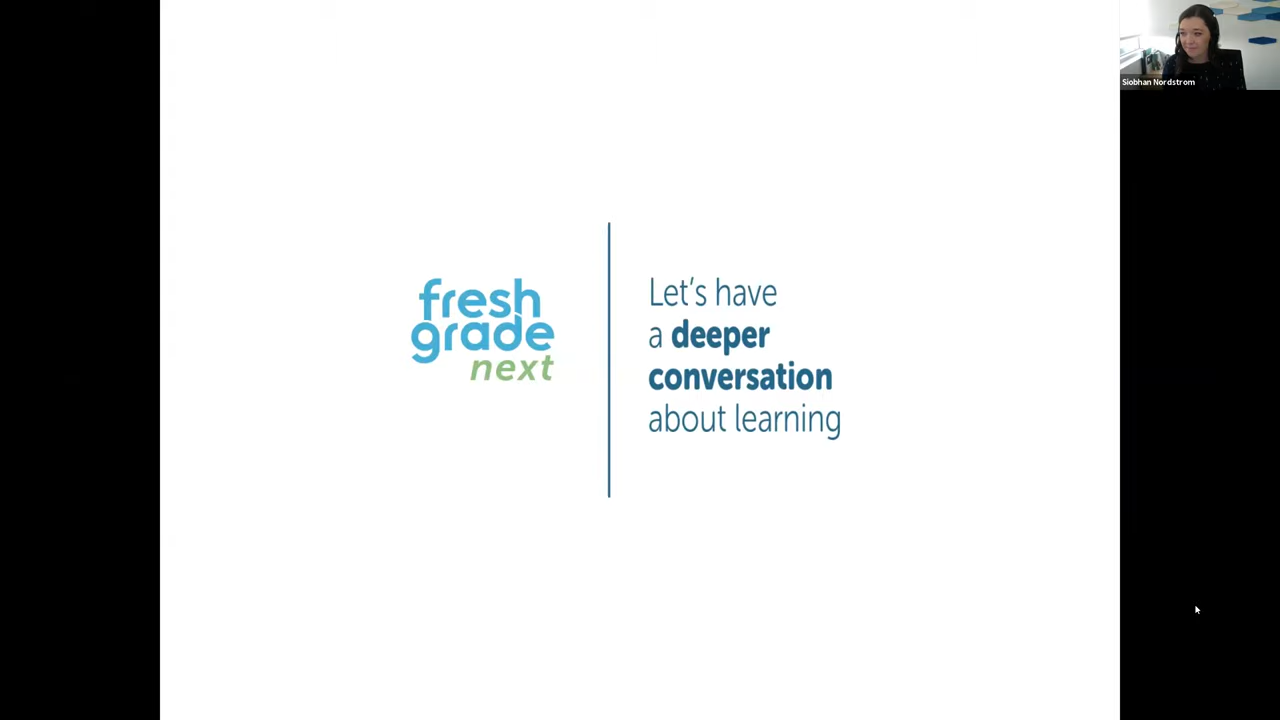 Siobhan Nordstrom
fresh
grade
next
Let's have
a deeper
conversation
about learning